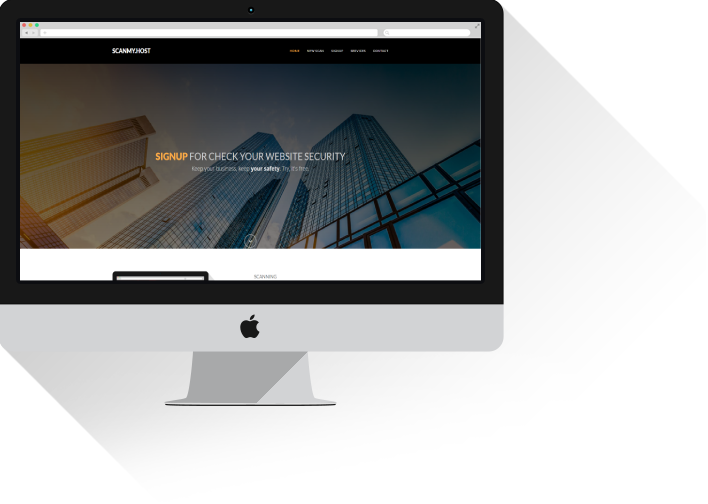 SCANMY.HOST
HOME HOW SCAN SIGNUP SERVICES CONTACT
SIGNUP FOR CHECK YOUR WEBSITE SECURITY
Keep your business, keep your safety. Try, it's free.
SCANNING